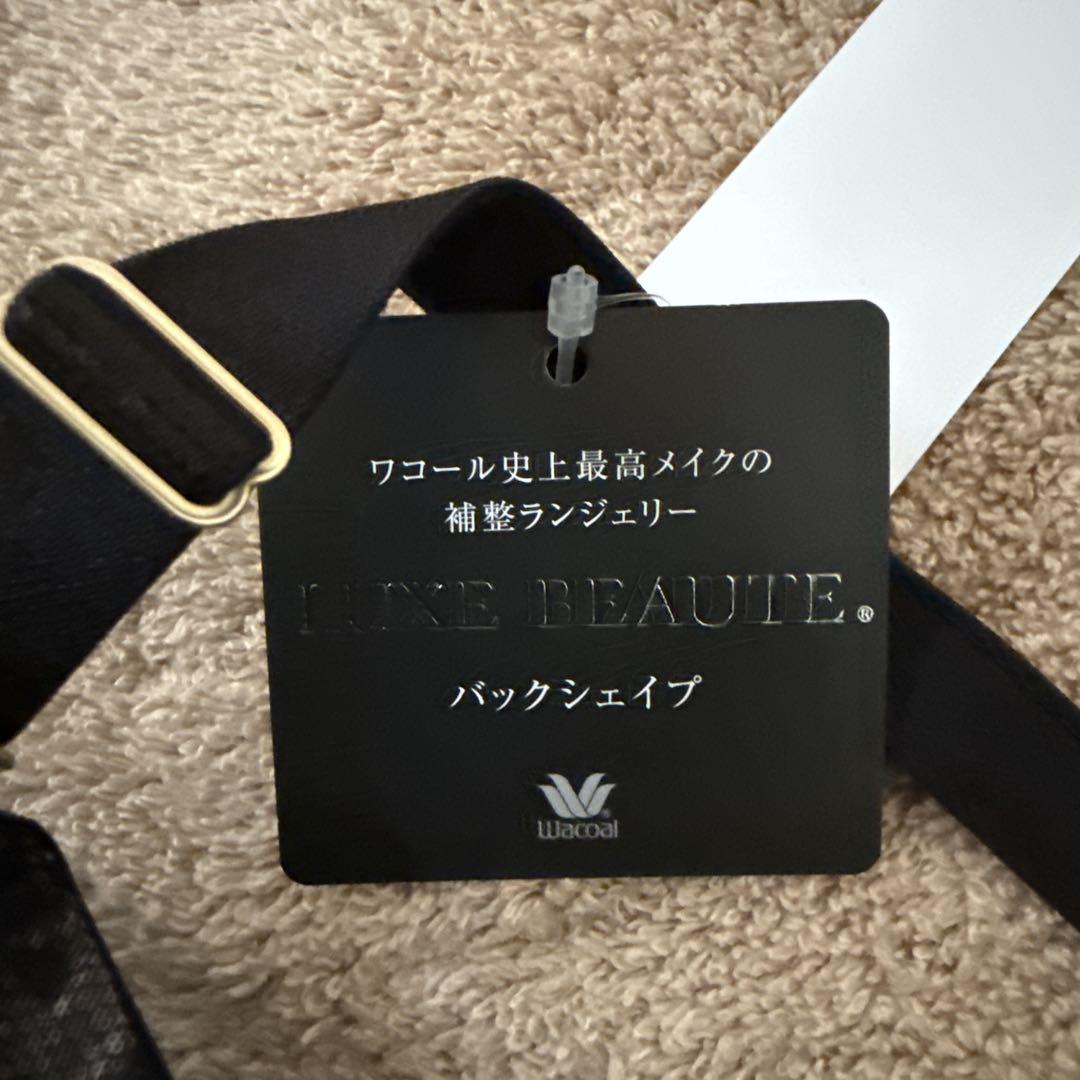 ワコール史上最高メイクの
補整ランジェリー
LUXE BEAUTE®
バックシェイプ
Wacoal